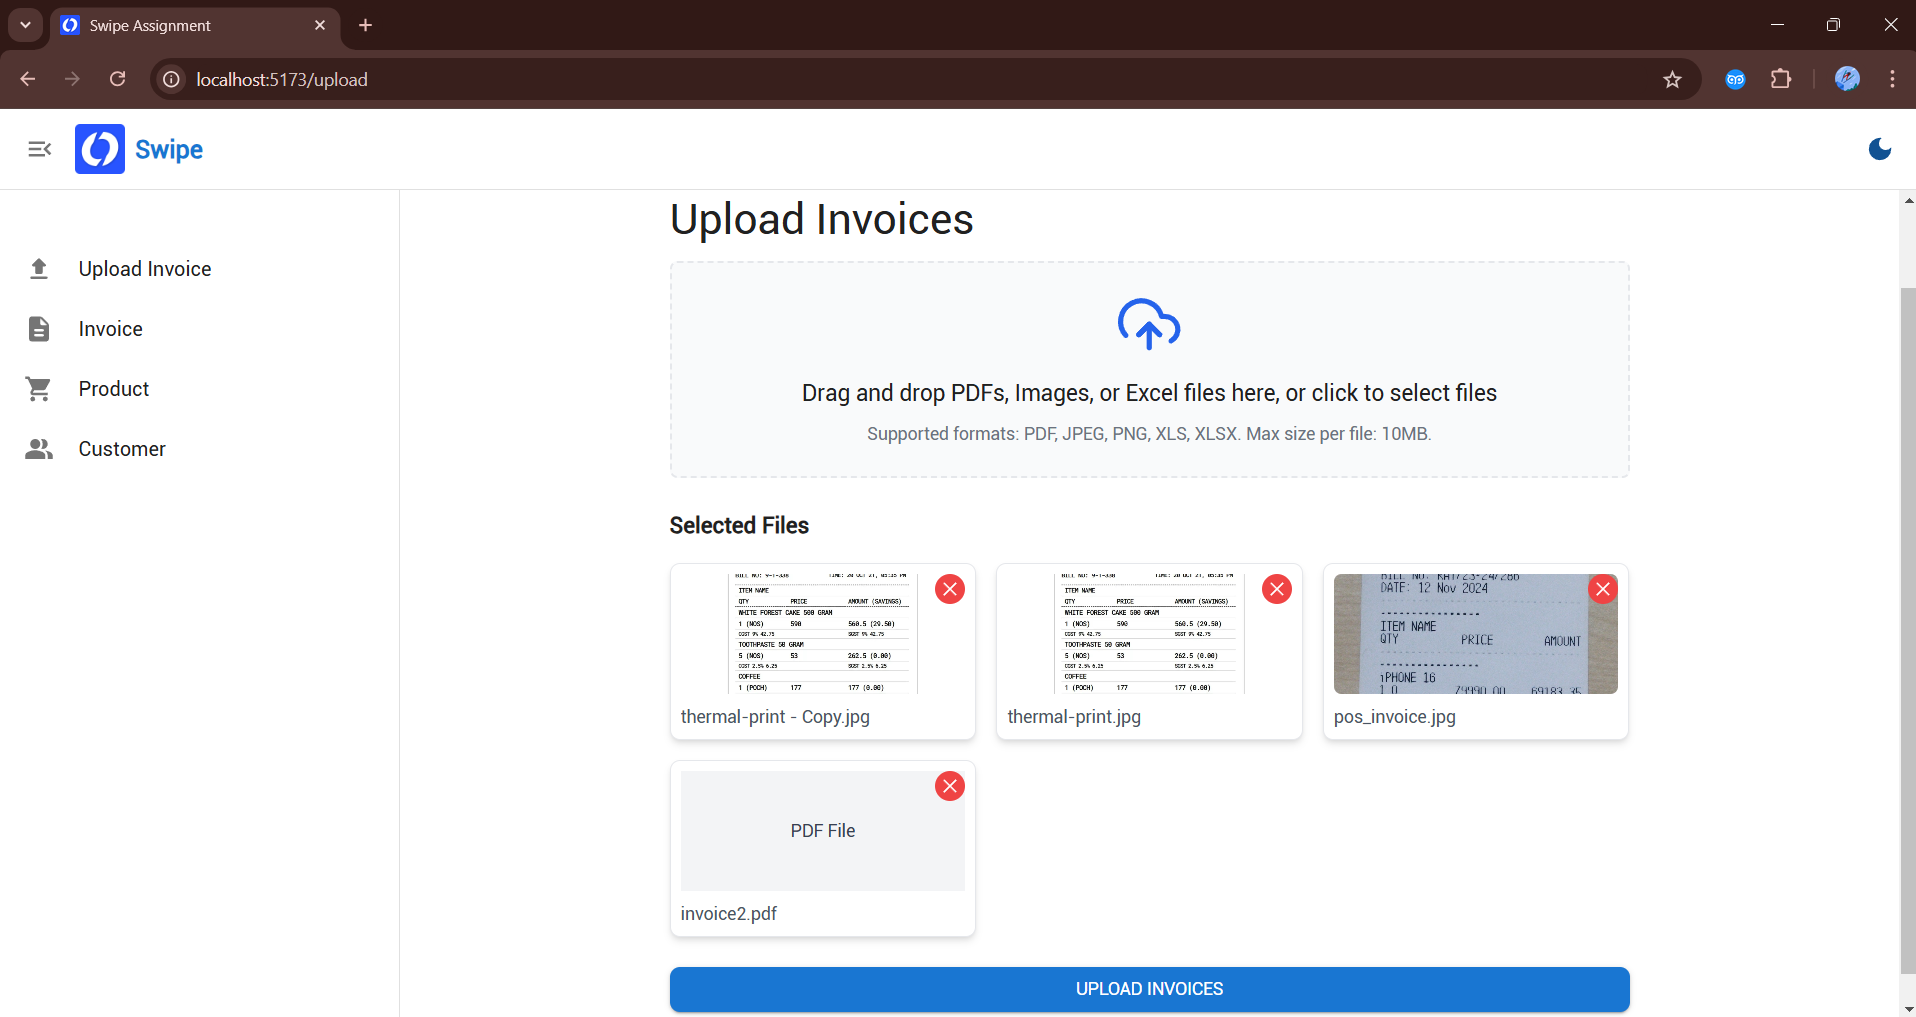 Swipe Assignment
localhost:5173/upload
Swipe
Upload Invoice
Invoice
Product
Customer
Upload Invoices
Drag and drop PDFs, Images, or Excel files here, or click to select files
Supported formats: PDF, JPEG, PNG, XLS, XLSX. Max size per file: 10MB.
Selected Files
ITEM NAME
QTY PRICE AMOUNT (SAVINGS)
WHITE FOREST CAKE 500 GRAM
1 (NOS) 590 560.5 (29.50)
CGST 9% 42.75 SGST 9% 42.75
TOOTHPASTE 50 GRAM
5 (NOS) 53 262.5 (0.00)
CGST 2.5% 6.25 SGST 2.5% 6.25
COFFEE
1 (POCH) 177 177 (0.00)
thermal-print - Copy.jpg
ITEM NAME
QTY PRICE AMOUNT (SAVINGS)
WHITE FOREST CAKE 500 GRAM
1 (NOS) 590 560.5 (29.50)
CGST 9% 42.75 SGST 9% 42.75
TOOTHPASTE 50 GRAM
5 (NOS) 53 262.5 (0.00)
CGST 2.5% 6.25 SGST 2.5% 6.25
COFFEE
1 (POCH) 177 177 (0.00)
thermal-print.jpg
DATE: 12 Nov 2024
ITEM NAME
QTY PRICE AMOUNT
iPHONE 16
pos_invoice.jpg
PDF File
invoice2.pdf
UPLOAD INVOICES